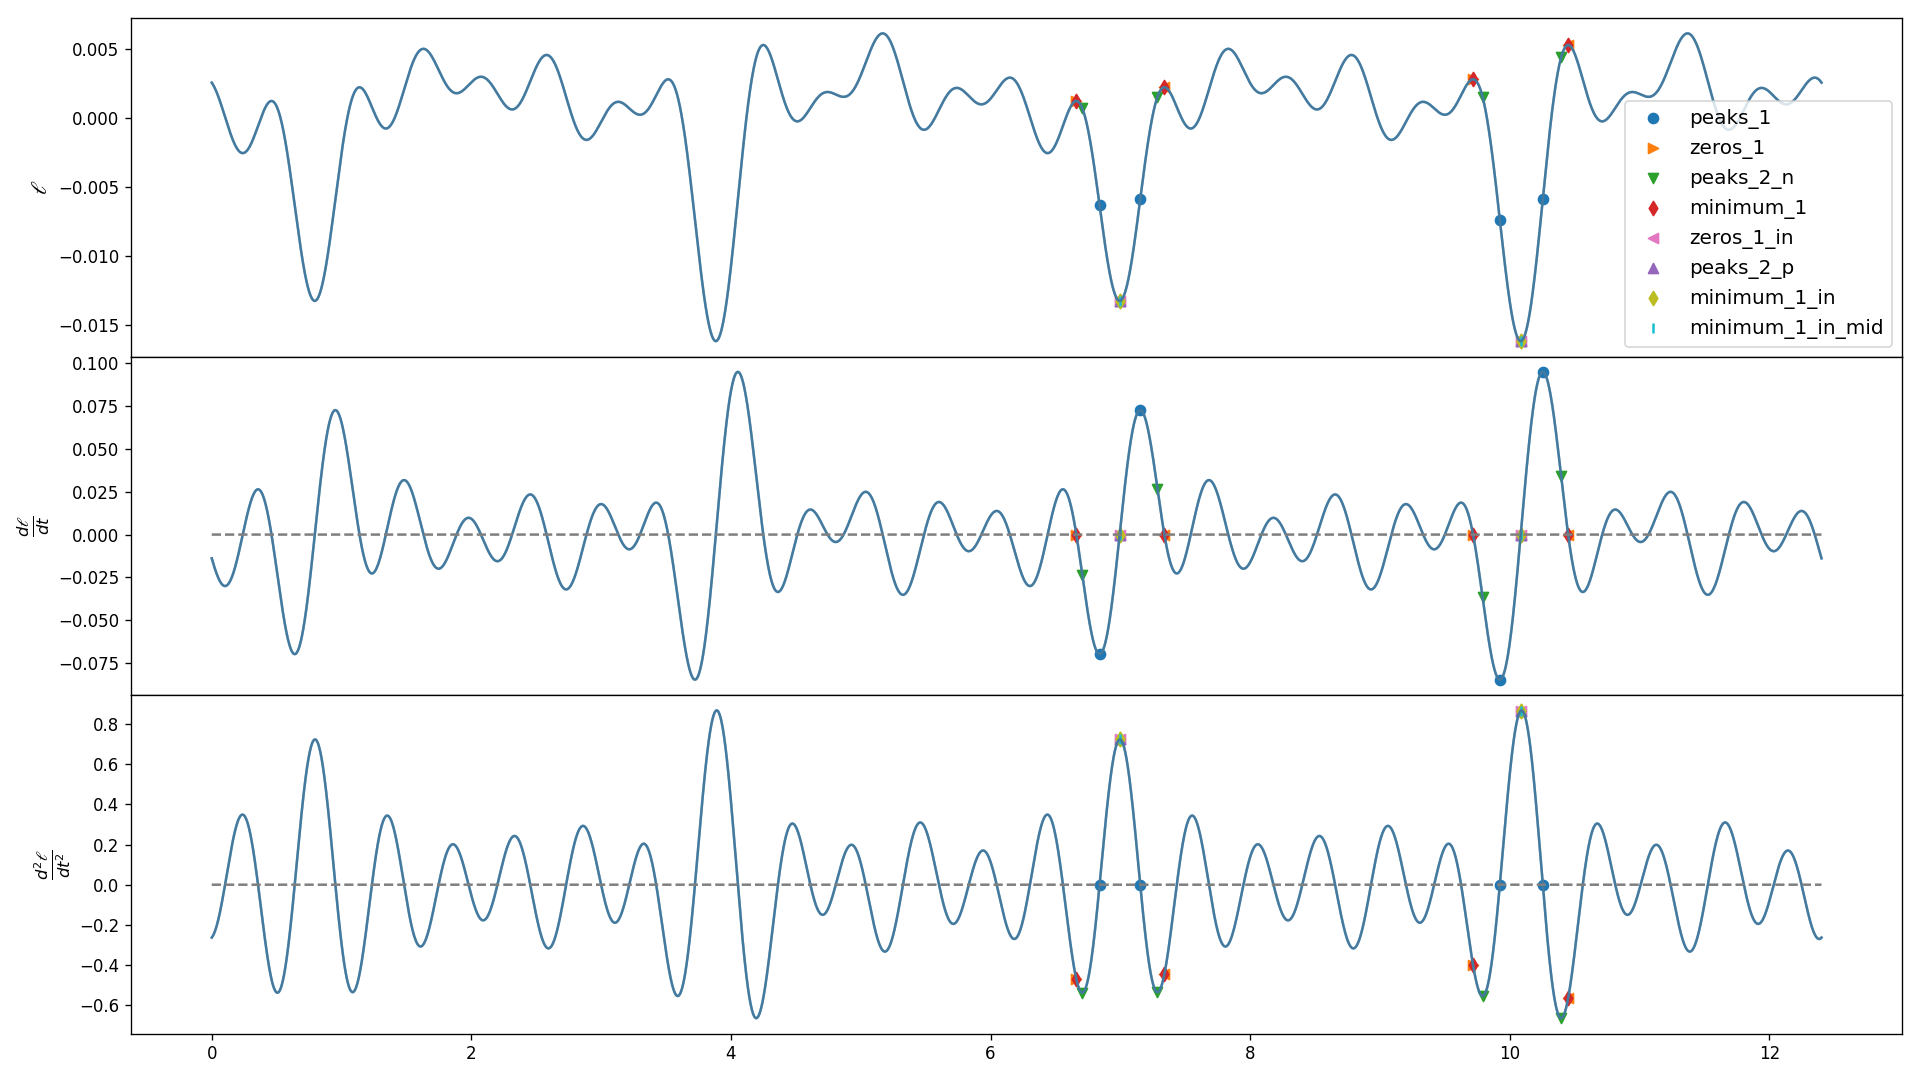 0.005
0.000
−0.005
−0.010
−0.015
ℓ
peaks_1
zeros_1
peaks_2_n
minimum_1
zeros_1_in
peaks_2_p
minimum_1_in
minimum_1_in_mid
0.100
0.075
0.050
0.025
0.000
−0.025
−0.050
−0.075
dℓ
dt
0.8
0.6
0.4
0.2
0.0
−0.2
−0.4
−0.6
d²ℓ
dt²
0 2 4 6 8 10 12